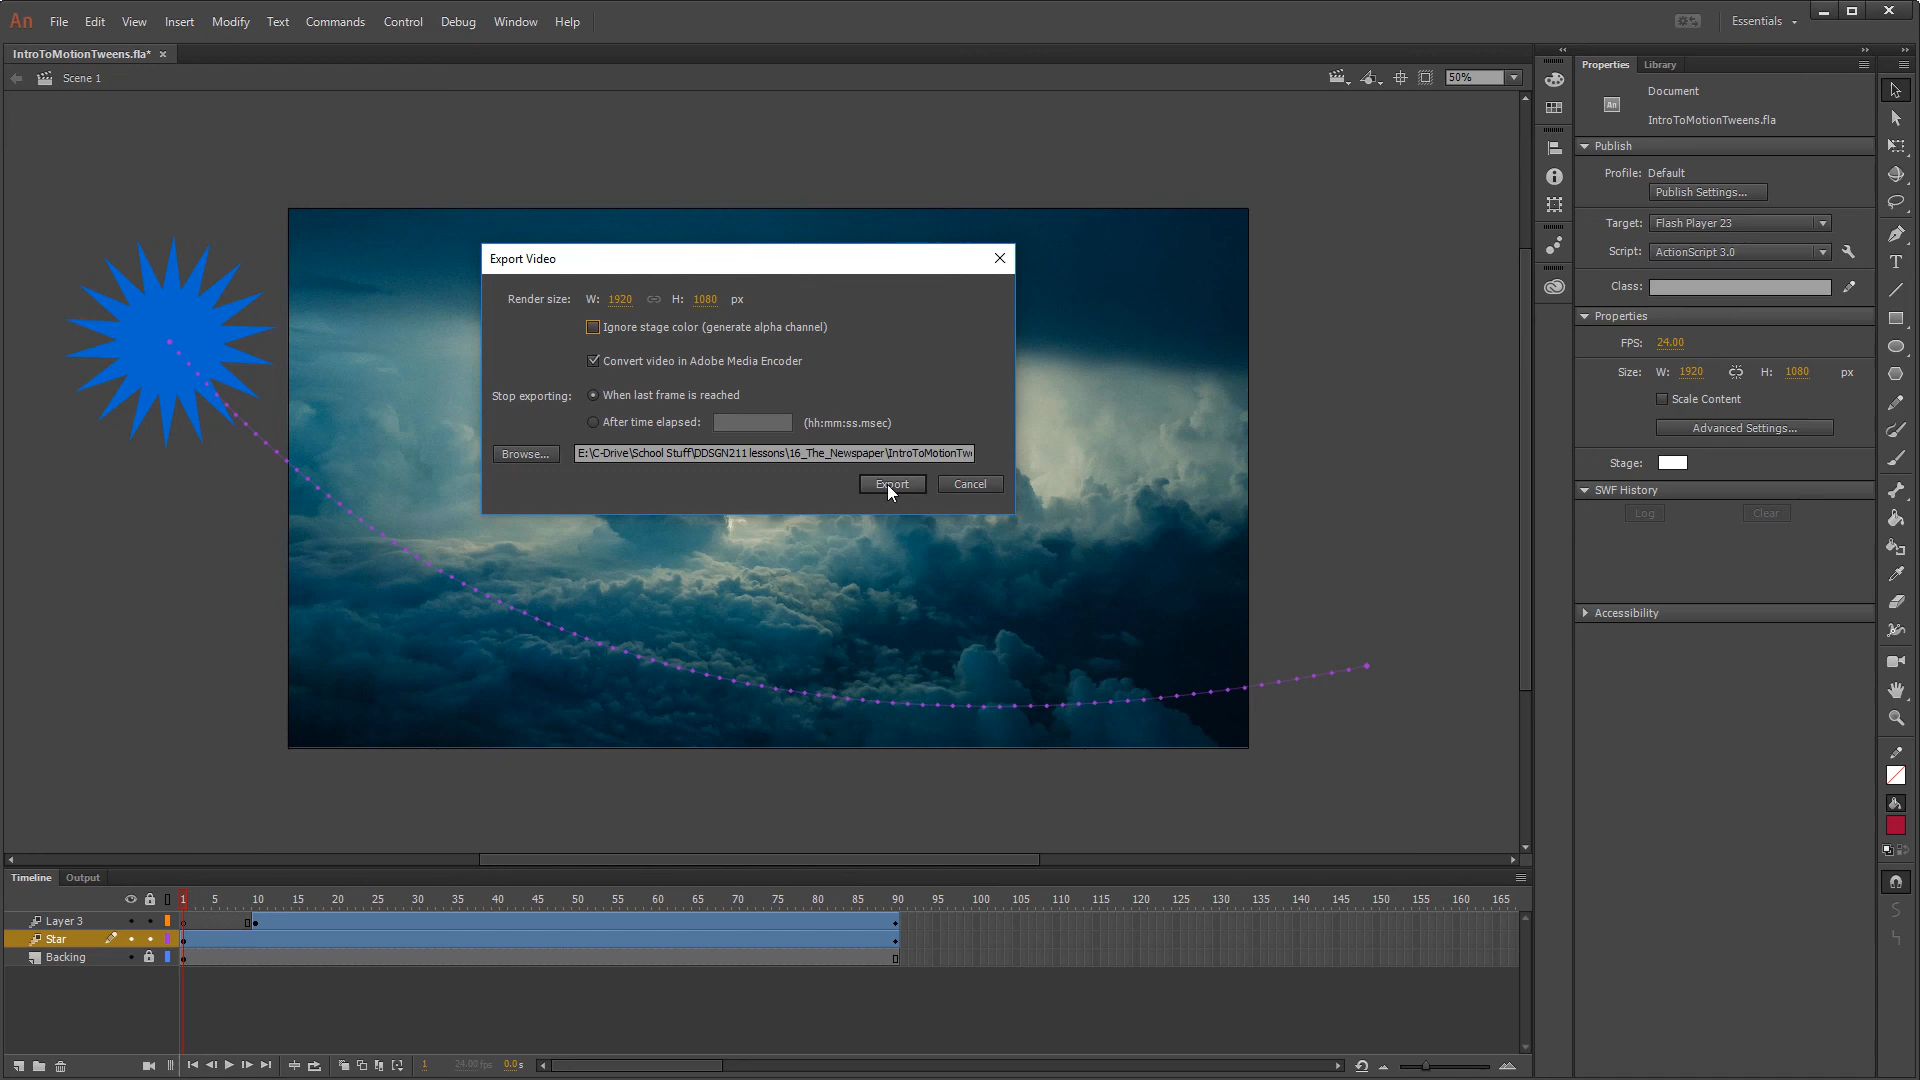 An File Edit View Insert Modify Text Commands Control Debug Window Help Essentials
IntroToMotionTweens.fla* ×
Scene 1 50%
Properties Library
Document
An
IntroToMotionTweens.fla
Publish
Profile: Default
Publish Settings...
Target: Flash Player 23
Script: ActionScript 3.0
Class:
Properties
FPS: 24.00
Size: W: 1920 H: 1080 px
Scale Content
Advanced Settings...
Stage:
SWF History
Log Clear
Accessibility
Export Video
Render size: W: 1920 H: 1080 px
Ignore stage color (generate alpha channel)
Convert video in Adobe Media Encoder
Stop exporting: When last frame is reached
After time elapsed: (hh:mm:ss.msec)
Browse... E:\C-Drive\School Stuff\DDSGN211 lessons\16_The_Newspaper\IntroToMotionTwe
Export Cancel
Timeline Output
1 5 10 15 20 25 30 35 40 45 50 55 60 65 70 75 80 85 90 95 100 105 110 115 120 125 130 135 140 145 150 155 160 165
Layer 3
Star
Backing
1 24.00 fps 0.0 s